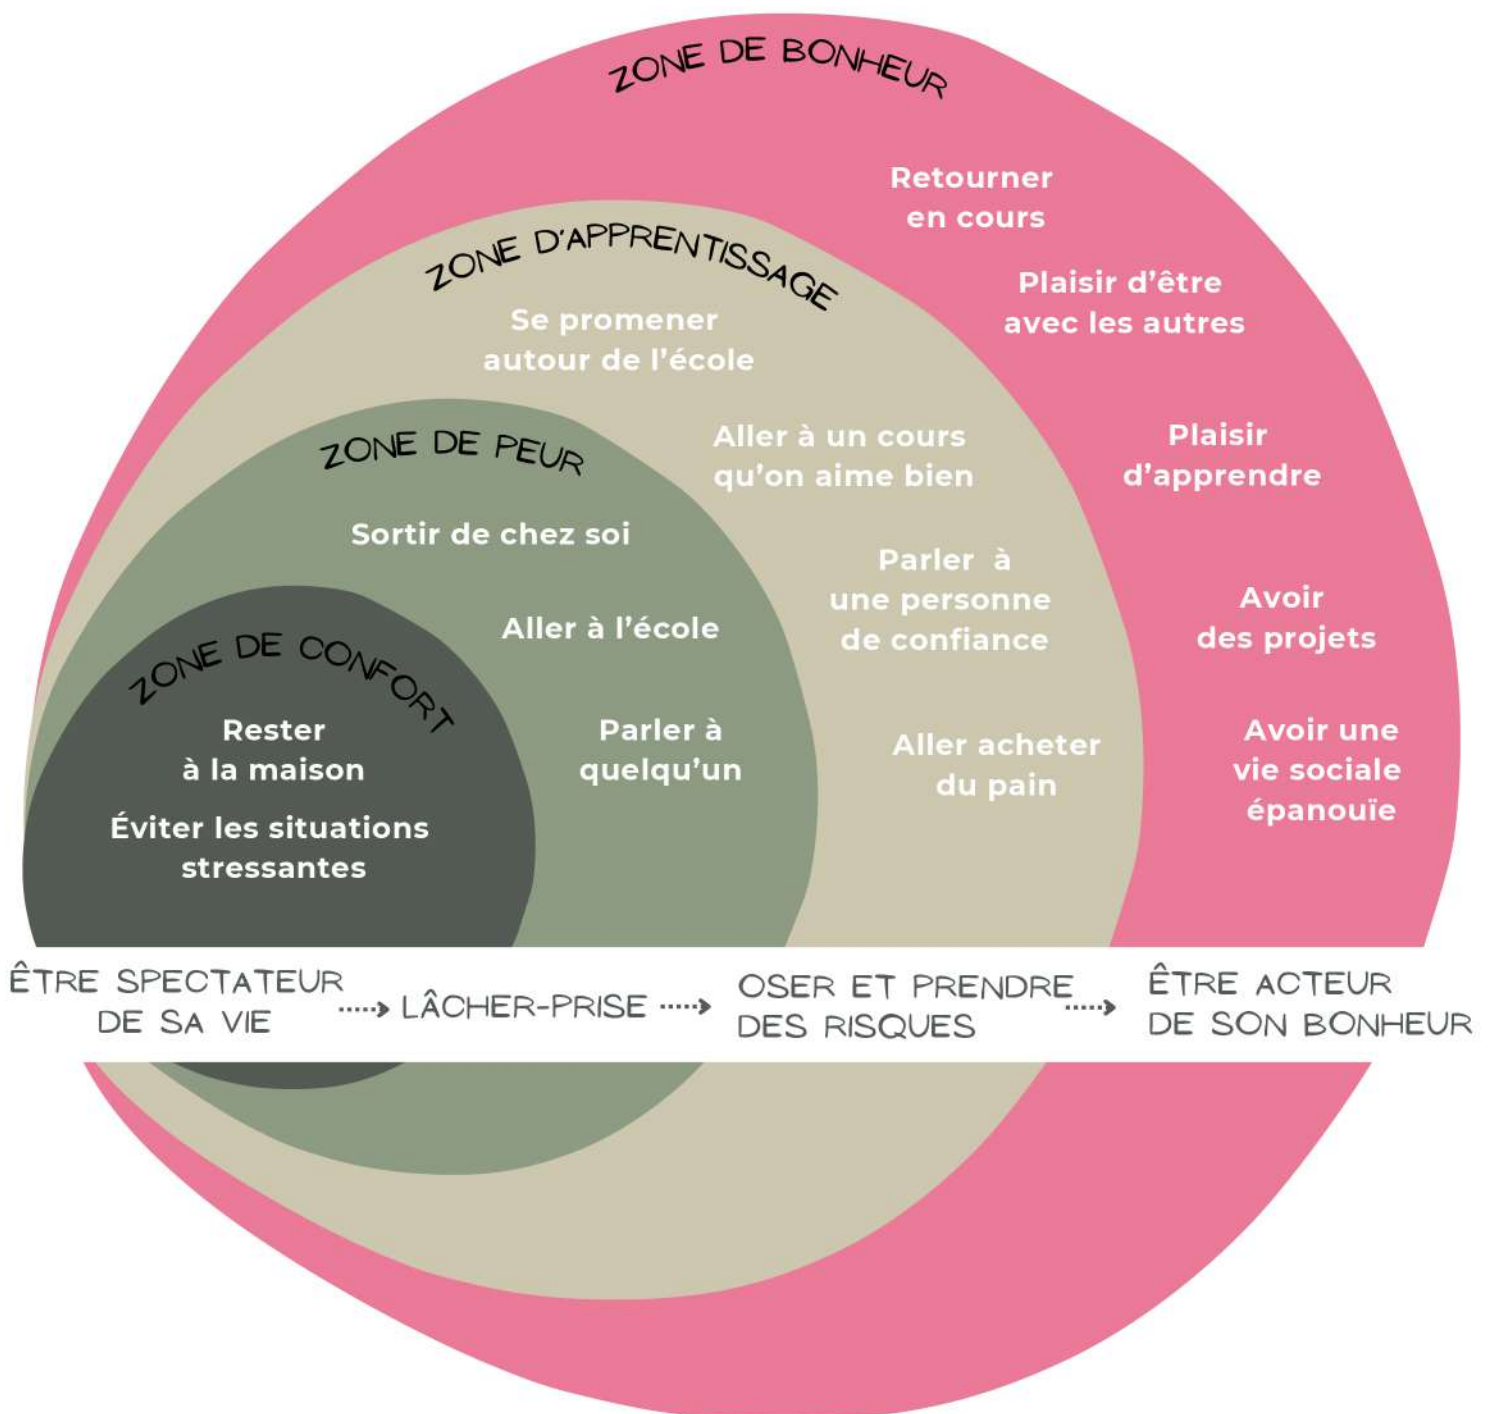 ZONE DE BONHEUR
Retourner
en cours
Plaisir d'être
avec les autres
Plaisir
d'apprendre
Avoir
des projets
Avoir une
vie sociale
épanouïe
ZONE D'APPRENTISSAGE
Se promener
autour de l'école
Aller à un cours
qu'on aime bien
Parler à
une personne
de confiance
Aller acheter
du pain
ZONE DE PEUR
Sortir de chez soi
Aller à l'école
Parler à
quelqu'un
ZONE DE CONFORT
Rester
à la maison
Éviter les situations
stressantes
ÊTRE SPECTATEUR
DE SA VIE
LÂCHER-PRISE
OSER ET PRENDRE
DES RISQUES
ÊTRE ACTEUR
DE SON BONHEUR